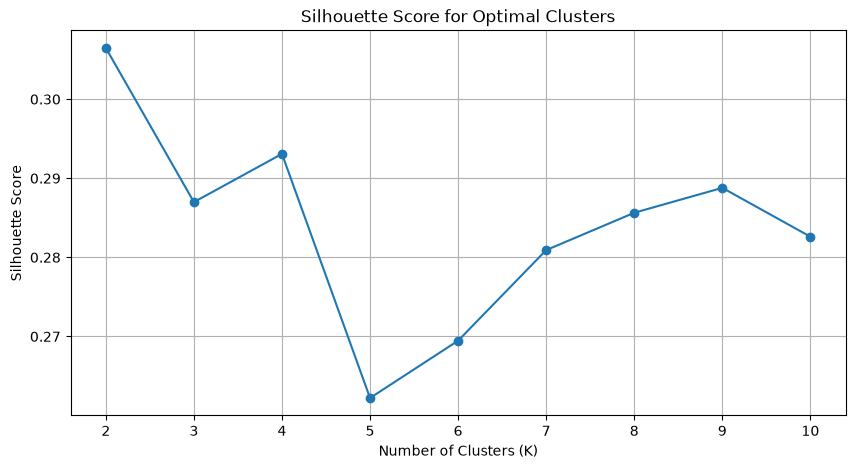 Silhouette Score for Optimal Clusters
Silhouette Score
0.30
0.29
0.28
0.27
2 3 4 5 6 7 8 9 10
Number of Clusters (K)